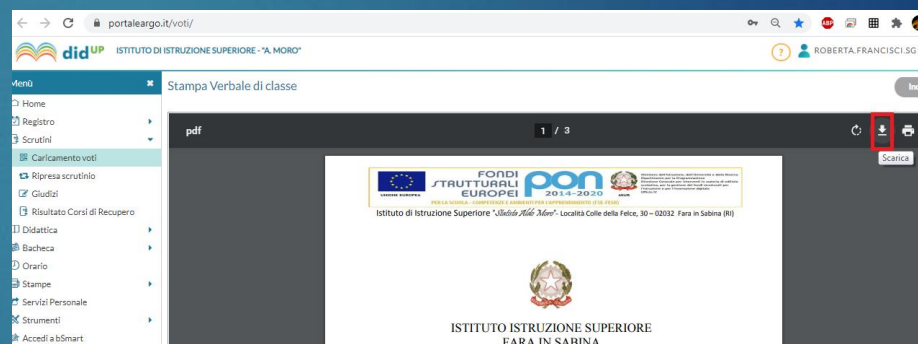 portaleargo.it/voti/
ABP
didUP ISTITUTO DI ISTRUZIONE SUPERIORE - "A. MORO"
? ROBERTA.FRANCISCI.SG
Menù
Stampa Verbale di classe
Home
Registro
Scrutini
Caricamento voti
Ripresa scrutinio
Giudizi
Risultato Corsi di Recupero
Didattica
Bacheca
Orario
Stampe
Servizi Personale
Strumenti
Accedi a bSmart
pdf
1 / 3
Scarica
UNIONE EUROPEA
FONDI
STRUTTURALI
EUROPEI
pon
2014-2020
PER LA SCUOLA - COMPETENZE E AMBIENTI PER L'APPRENDIMENTO (FSE-FESR)
Istituto di Istruzione Superiore "Statista Aldo Moro"- Località Colle della Felce, 30 – 02032 Fara in Sabina (RI)
ISTITUTO ISTRUZIONE SUPERIORE
FARA IN SABINA